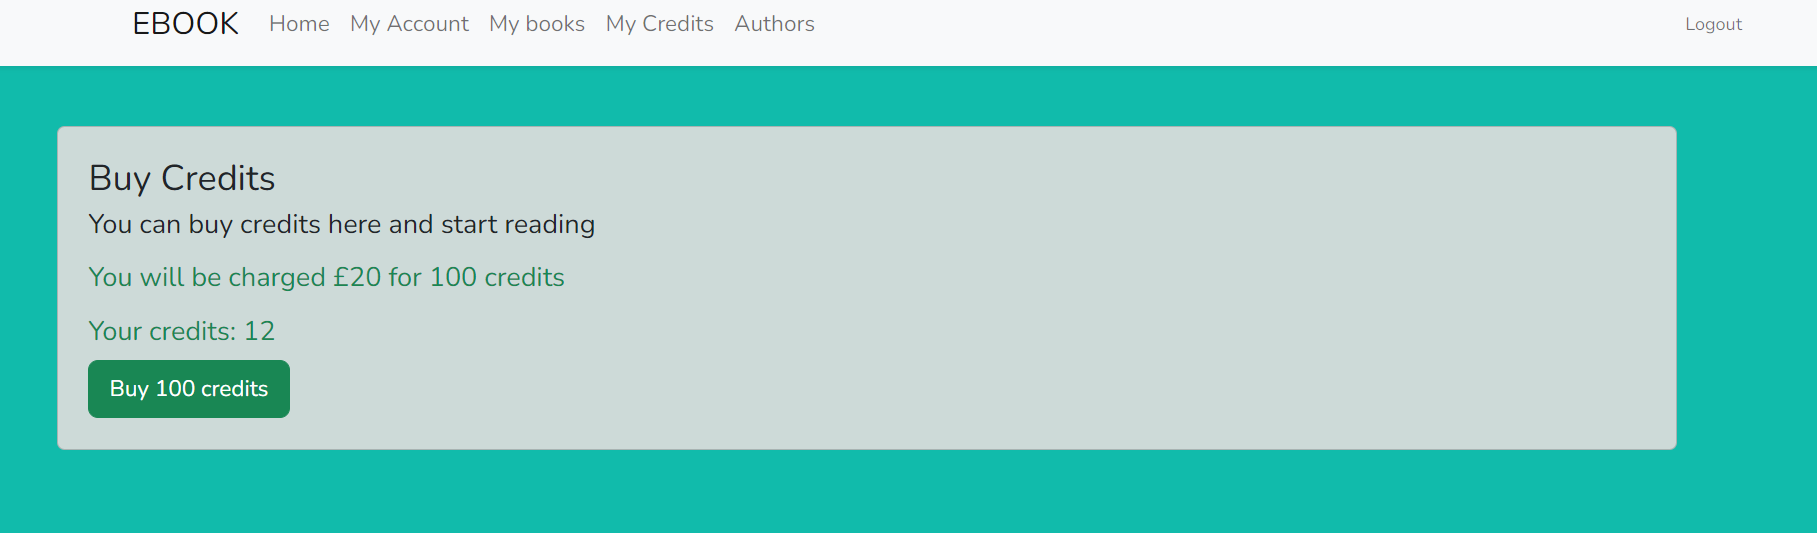 EBOOK Home My Account My books My Credits Authors Logout
Buy Credits
You can buy credits here and start reading
You will be charged £20 for 100 credits
Your credits: 12
Buy 100 credits